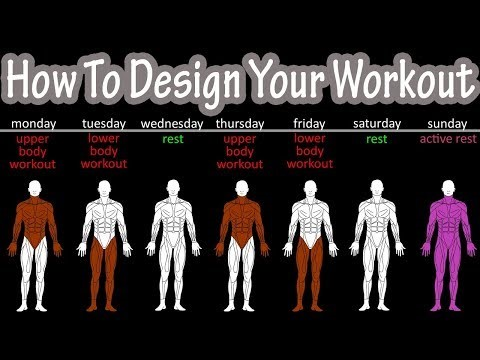 How To Design Your Workout
monday tuesday wednesday thursday friday saturday sunday
upper lower rest upper lower rest active rest
body body body body
workout workout workout workout